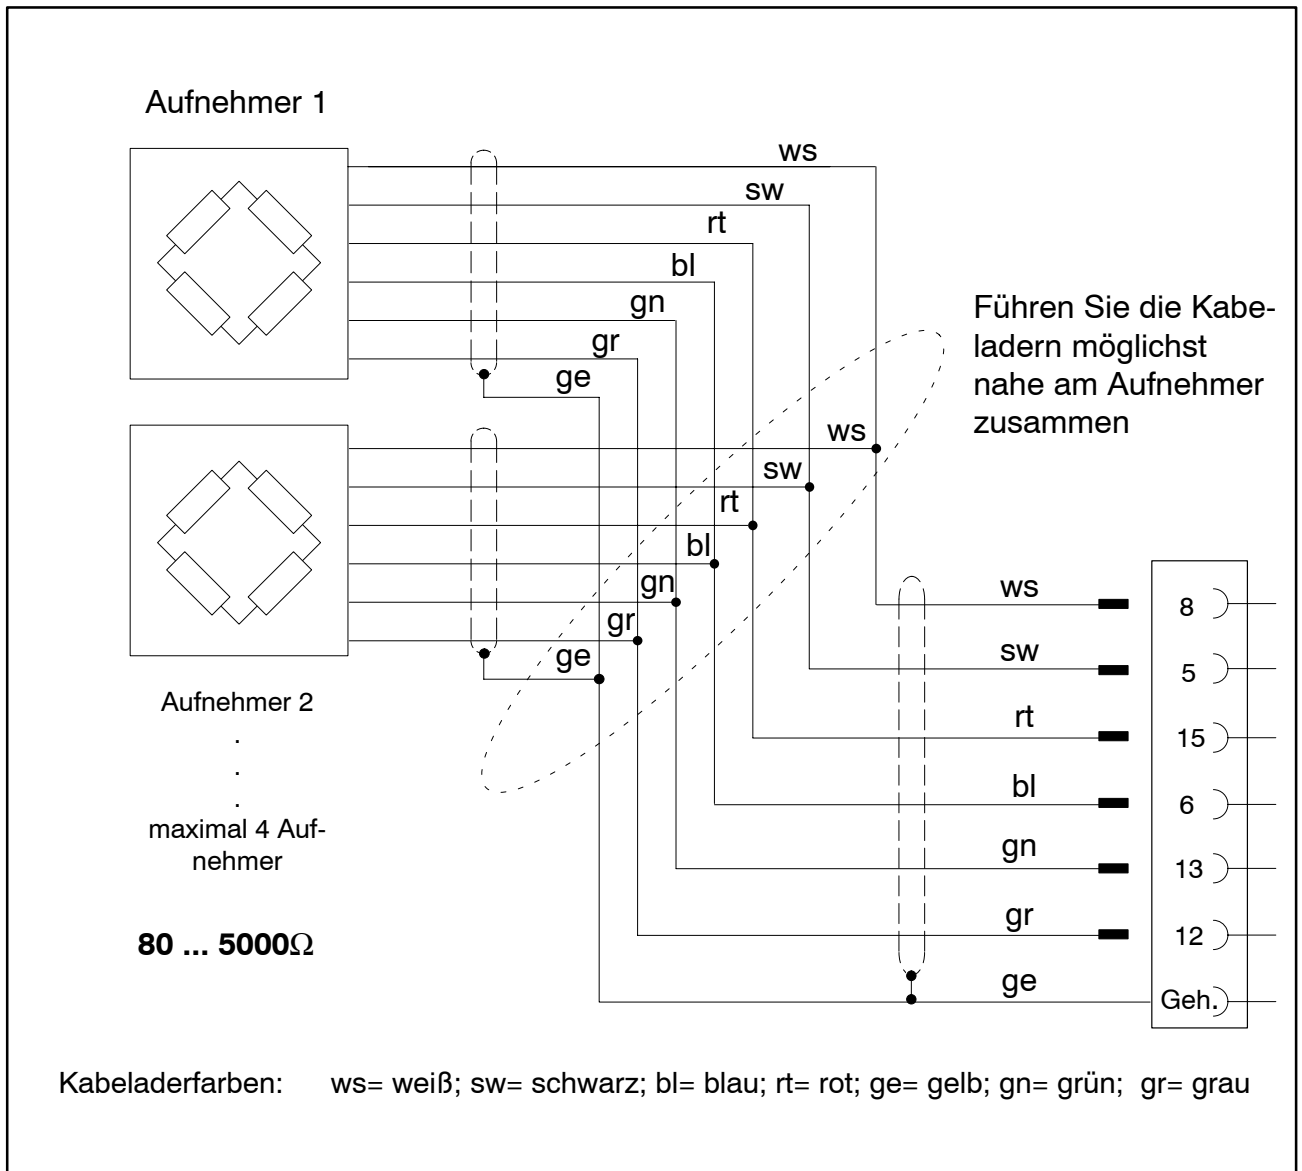 Aufnehmer 1
ws
sw
rt
bl
gn
gr
ge
Führen Sie die Kabe-
ladern möglichst
nahe am Aufnehmer
zusammen
ws
sw
rt
bl
gn
gr
ge
Aufnehmer 2
.
.
.
maximal 4 Auf-
nehmer
80 ... 5000Ω
ws 8
sw 5
rt 15
bl 6
gn 13
gr 12
ge Geh.
Kabeladerfarben: ws= weiß; sw= schwarz; bl= blau; rt= rot; ge= gelb; gn= grün; gr= grau